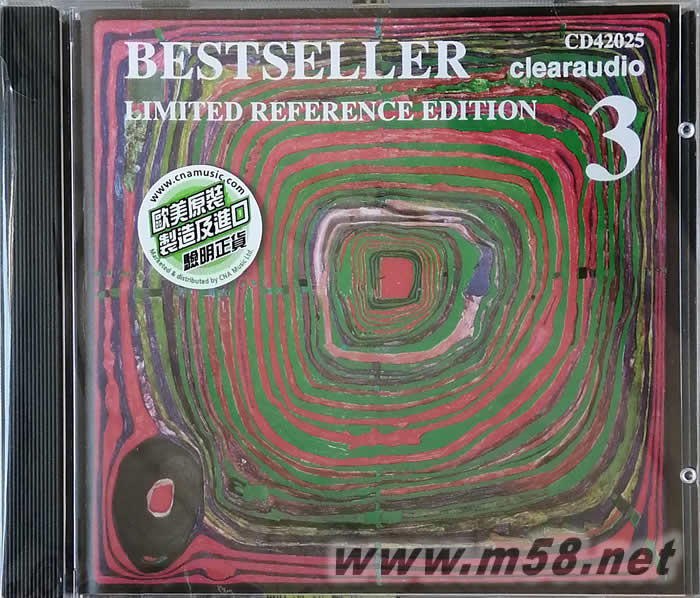 BESTSELLER
CD42025
clearaudio
LIMITED REFERENCE EDITION
3
www.cnamusic.com
歐美原裝
製造及進口
驗明正貨
Marketed & distributed by CNA Music Ltd.
www.m58.net